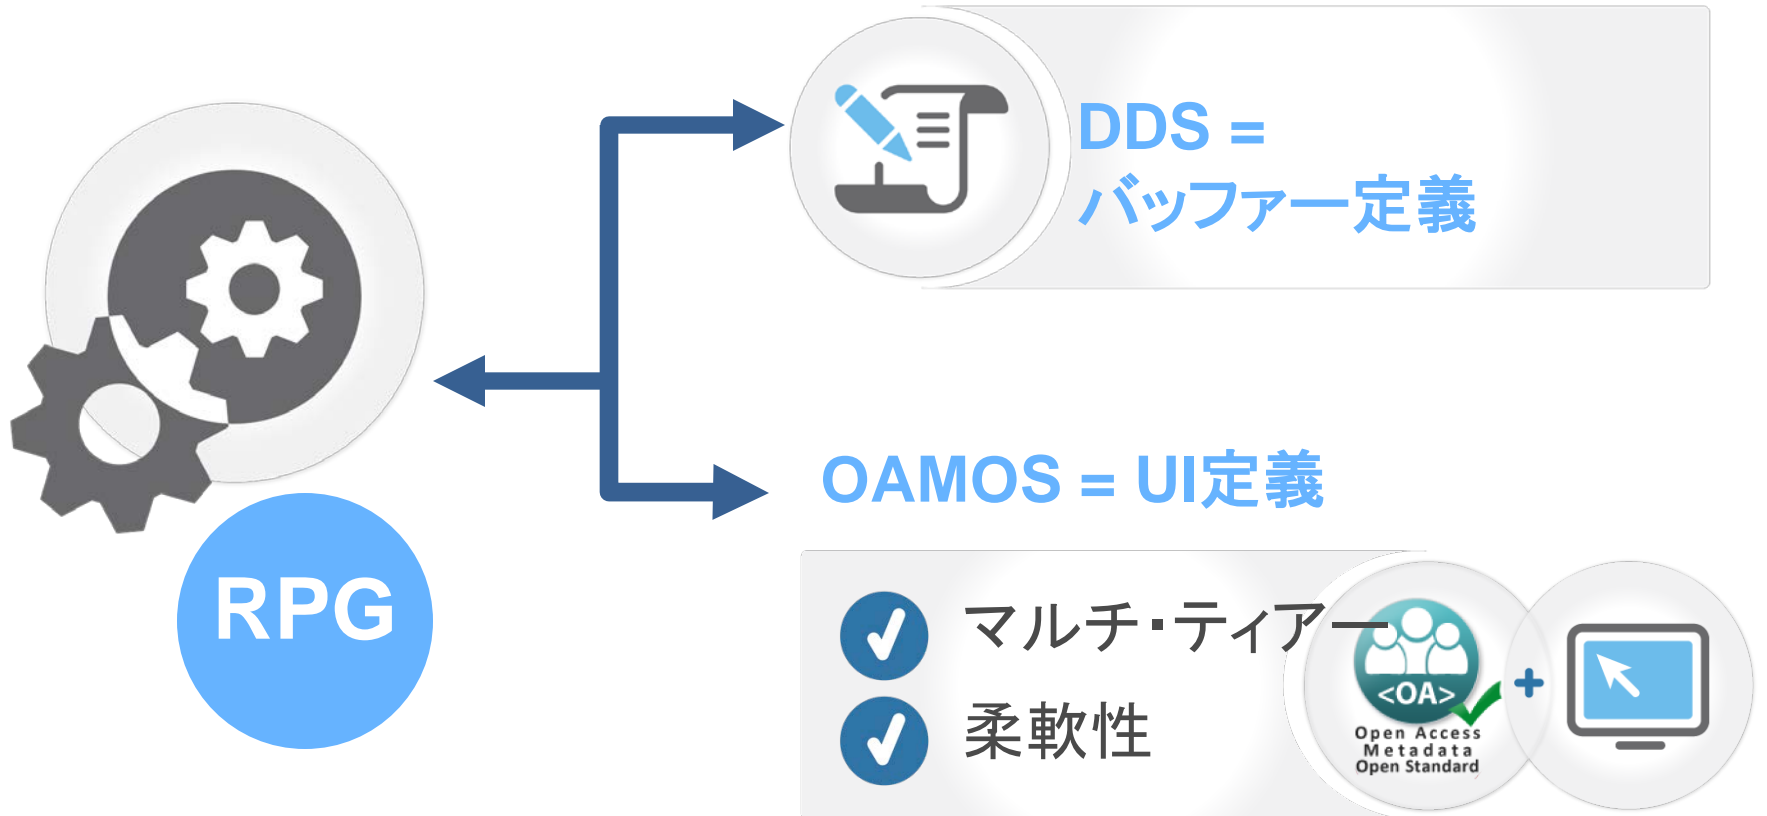 DDS =
バッファー定義
OAMOS = UI定義
RPG
マルチ・ティアー
柔軟性
<OA>
Open Access
Metadata
Open Standard